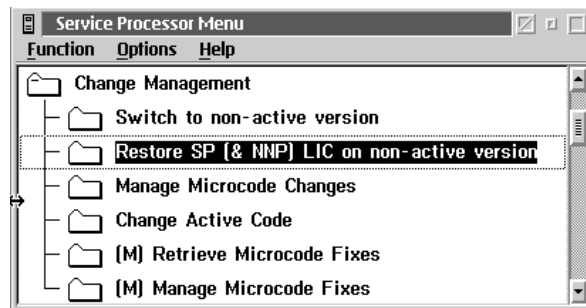 Service Processor Menu
Function Options Help
Change Management
Switch to non-active version
Restore SP (& NNP) LIC on non-active version
Manage Microcode Changes
Change Active Code
(M) Retrieve Microcode Fixes
(M) Manage Microcode Fixes